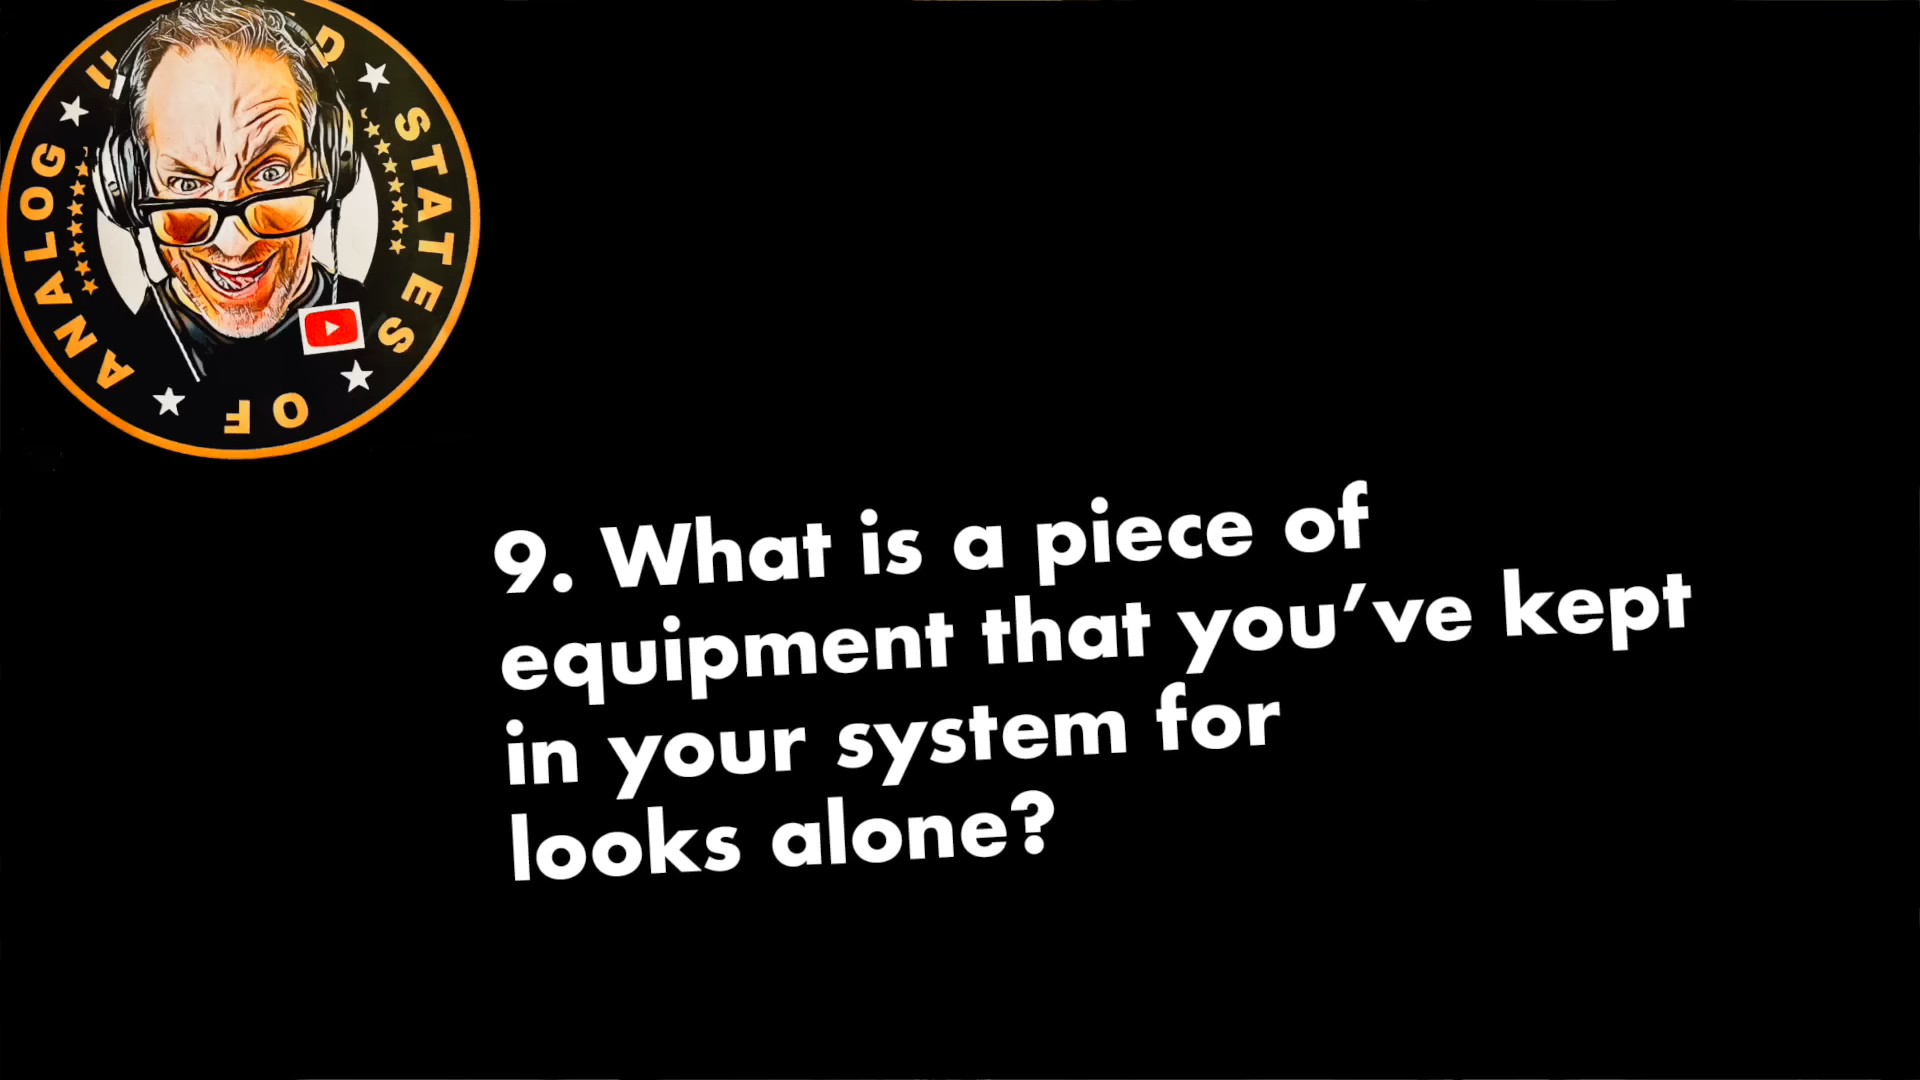 UNITED STATES OF ANALOG
9. What is a piece of
equipment that you've kept
in your system for
looks alone?